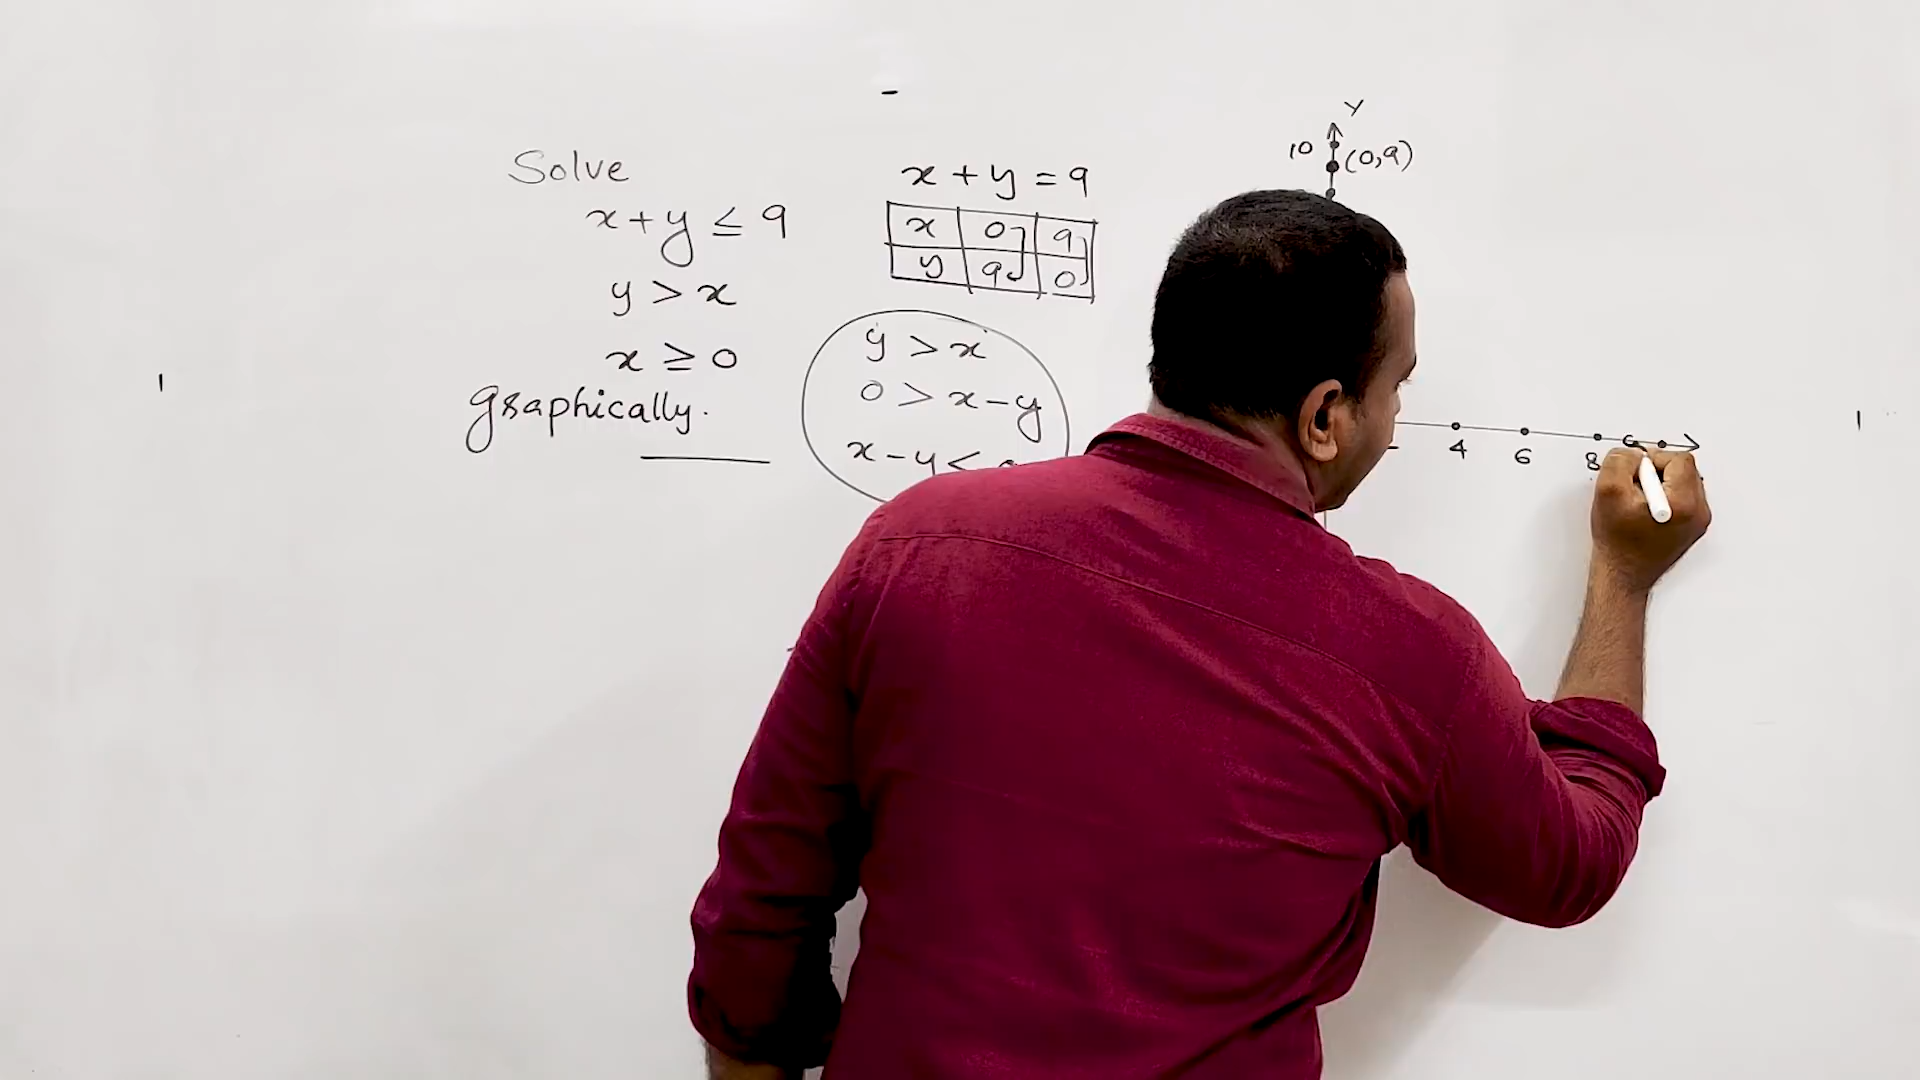 Solve
x+y ≤ 9
y > x
x ≥ 0
graphically.
x + y = 9
x 0 9
y 9 0
y > x
0 > x-y
x-y <
Y
10 (0,9)
4 6 8